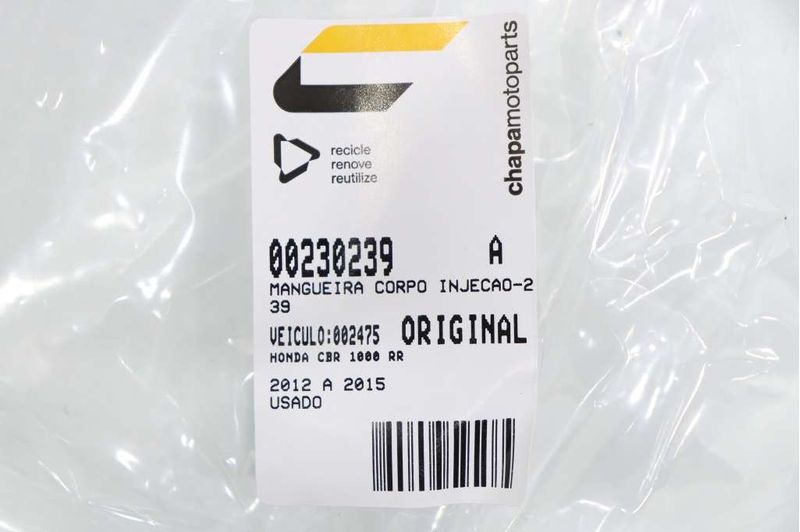 chapamotoparts
recicle
renove
reutilize
00230239 A
MANGUEIRA CORPO INJECAO-2
39
VEICULO:002475 ORIGINAL
HONDA CBR 1000 RR
2012 A 2015
USADO